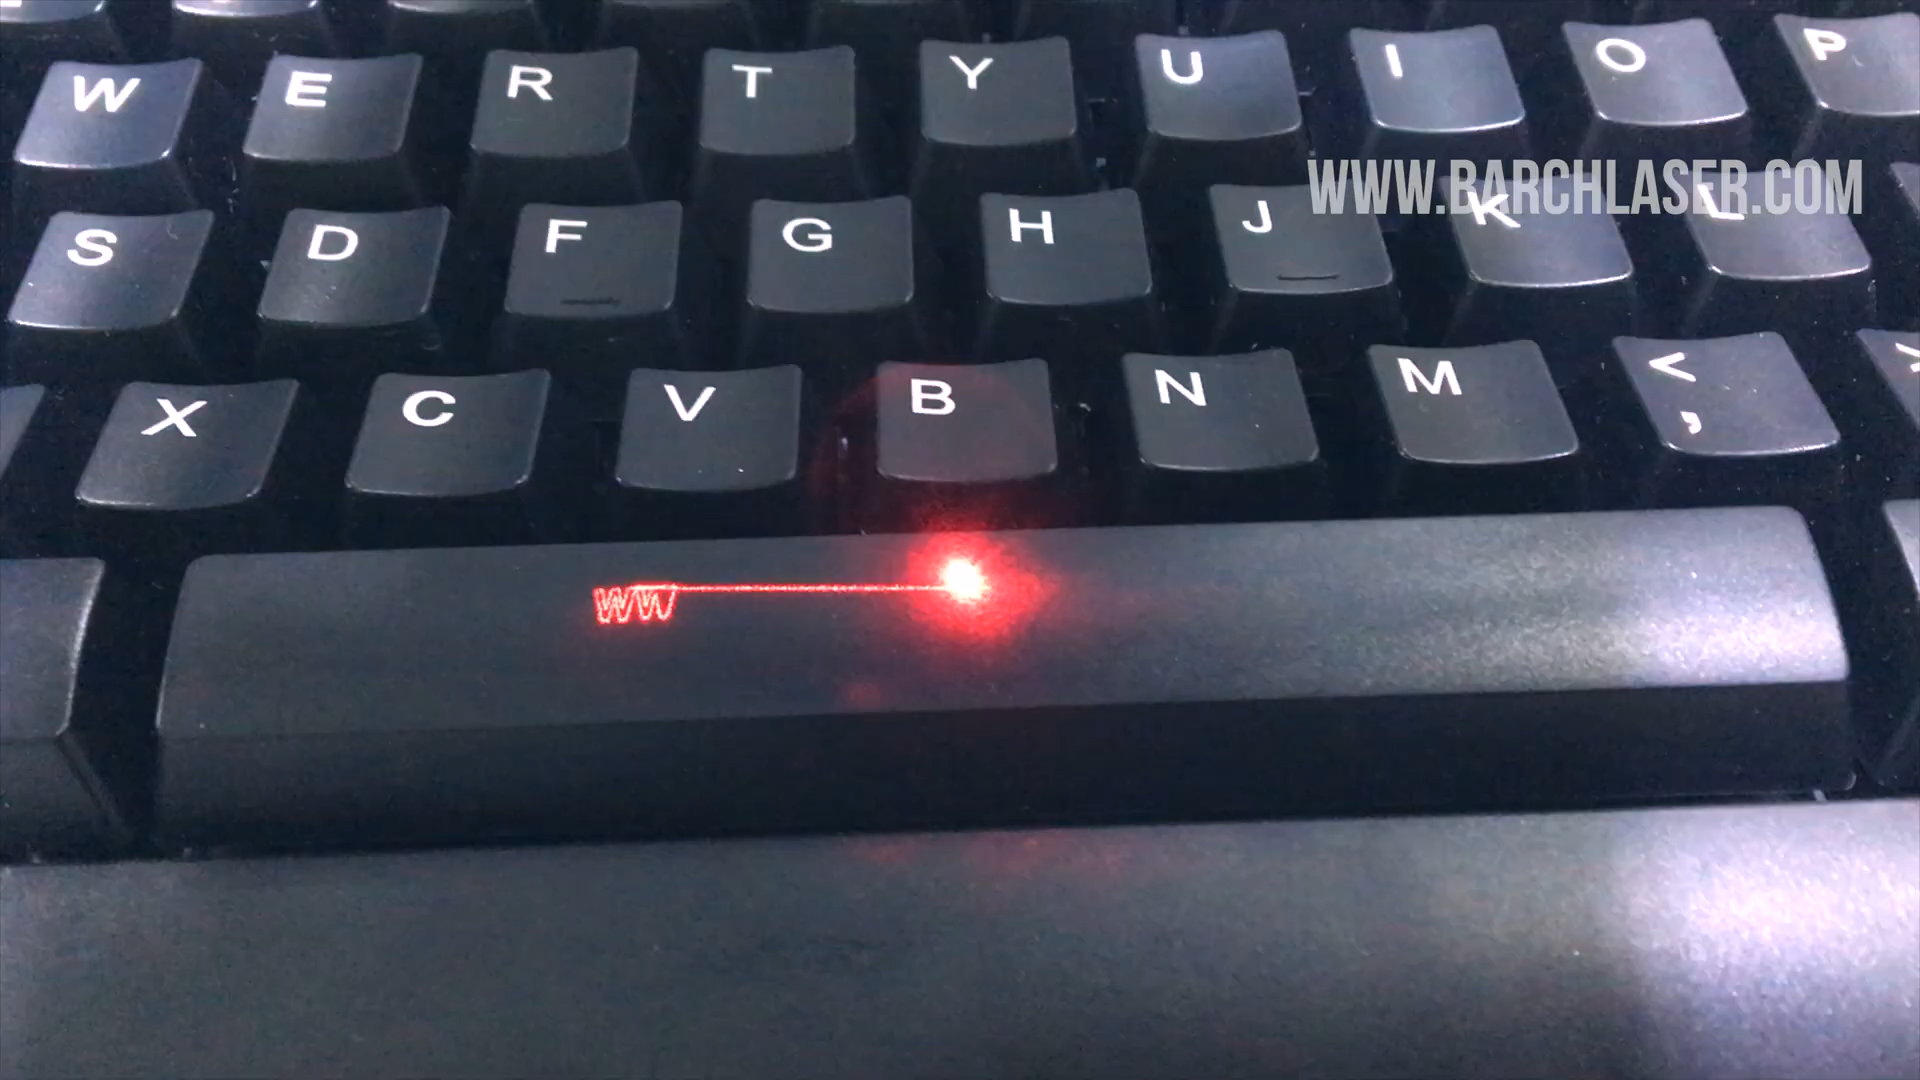 W E R T Y U I O P
WWW.BARCHLASER.COM
S D F G H J K L
X C V B N M < ,
WW